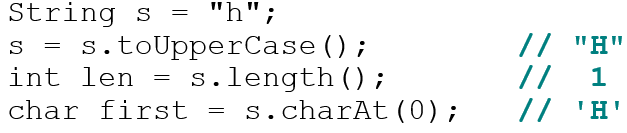 String s = "h";
s = s.toUpperCase();        // "H"
int len = s.length();       //  1
char first = s.charAt(0);   // 'H'